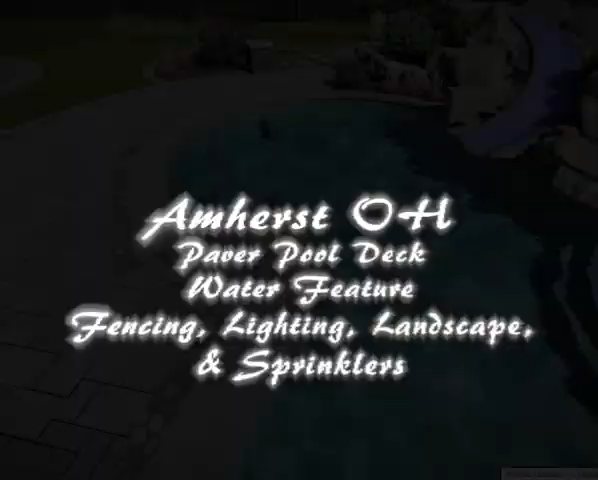 Amherst OH
Paver Pool Deck
Water Feature
Fencing, Lighting, Landscape,
& Sprinklers